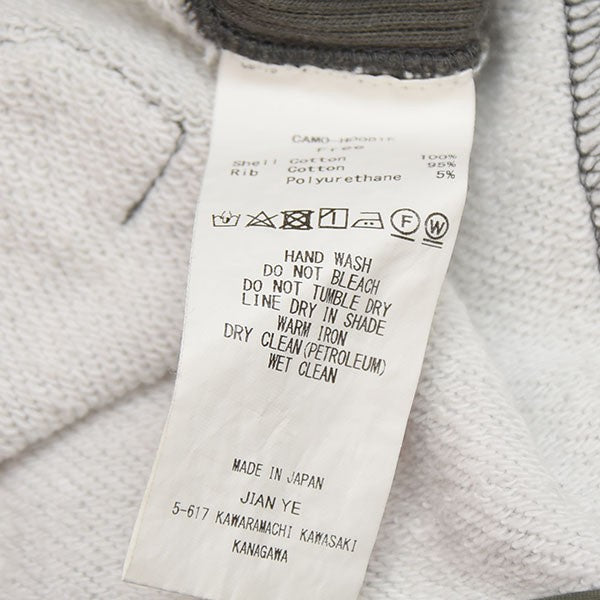 CAMO-HOODIE
Free
Shell Cotton 100%
Rib Cotton 95%
Polyurethane 5%
F W
HAND WASH
DO NOT BLEACH
DO NOT TUMBLE DRY
LINE DRY IN SHADE
WARM IRON
DRY CLEAN(PETROLEUM)
WET CLEAN
MADE IN JAPAN
JIAN YE
5-617 KAWARAMACHI KAWASAKI
KANAGAWA